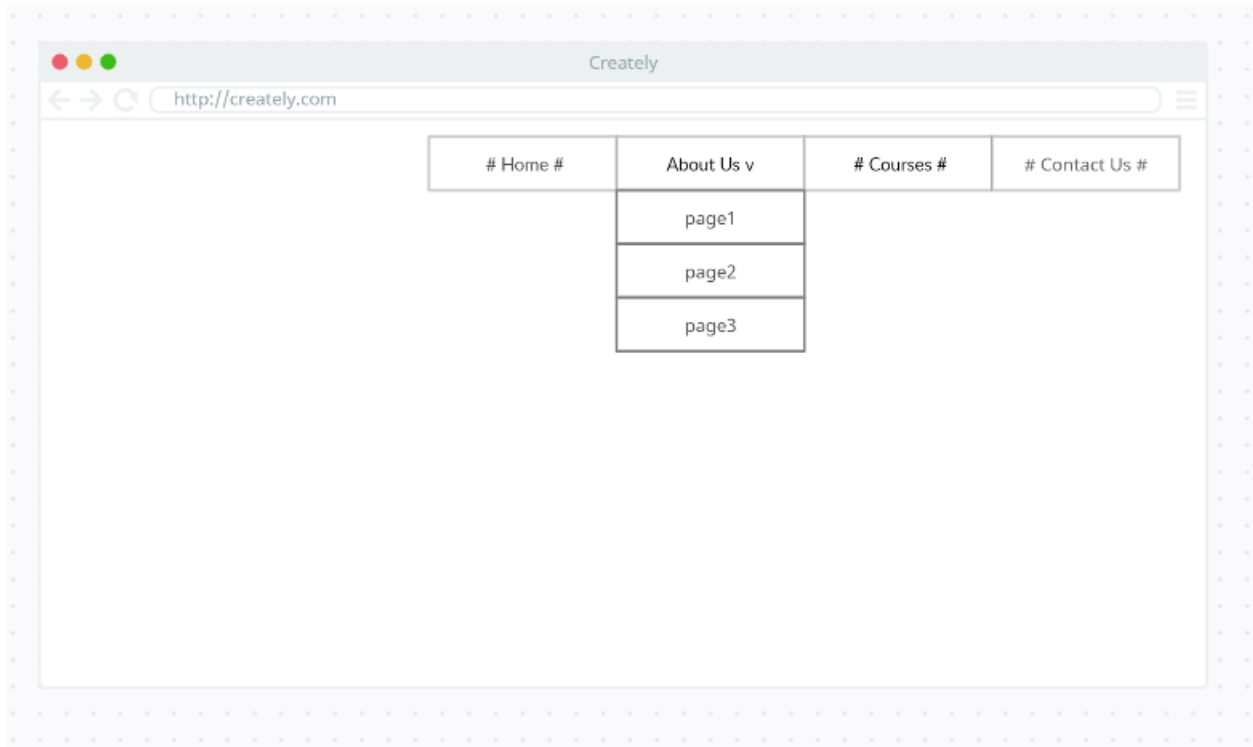 Creately
http://creately.com
# Home # About Us v # Courses # # Contact Us #
page1
page2
page3